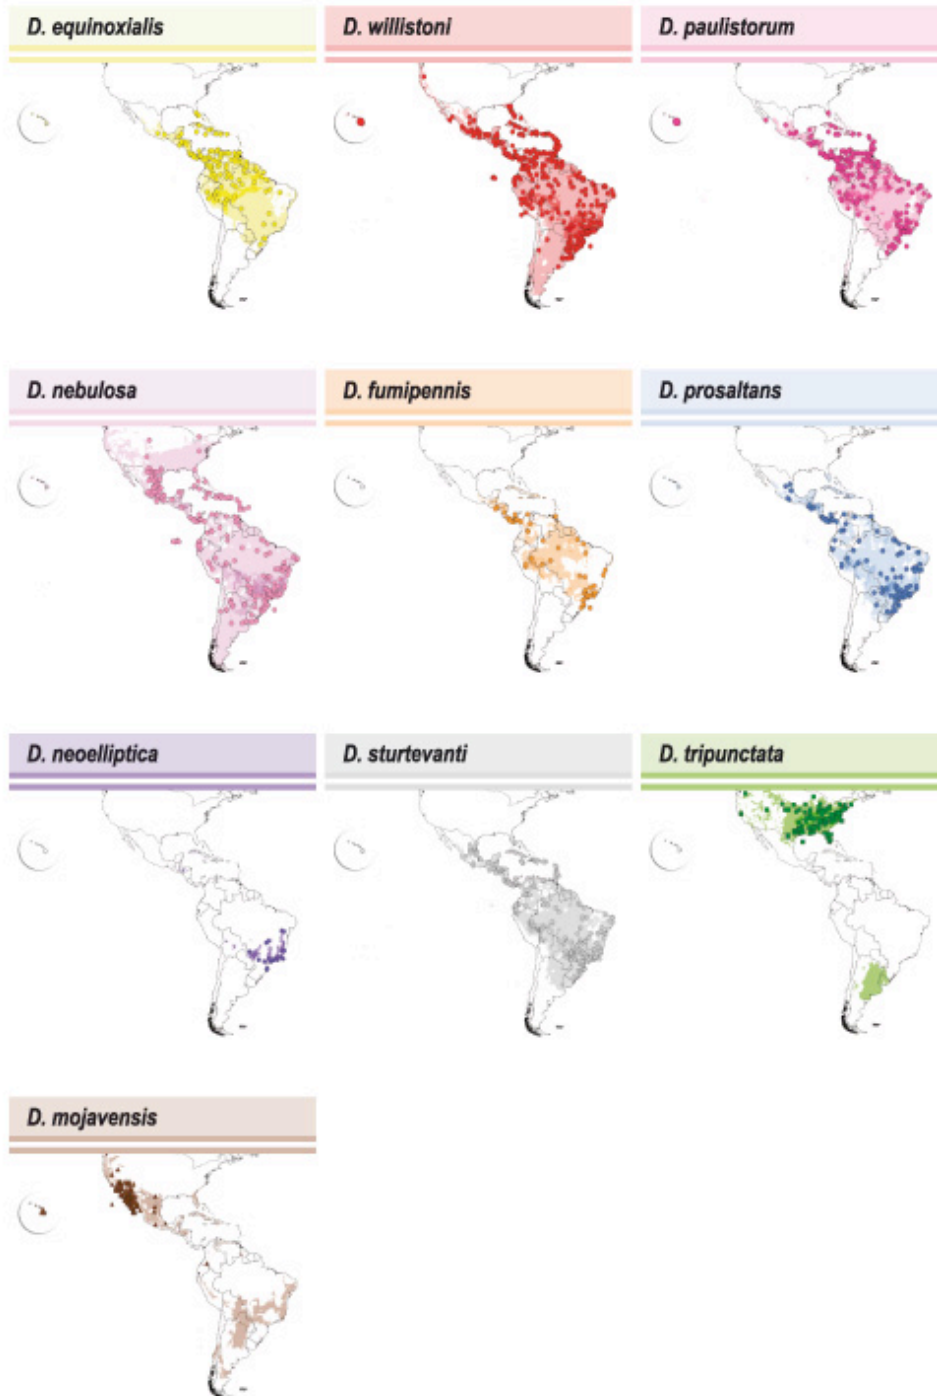 D. equinoxialis
D. willistoni
D. paulistorum
D. nebulosa
D. fumipennis
D. prosaltans
D. neoelliptica
D. sturtevanti
D. tripunctata
D. mojavensis